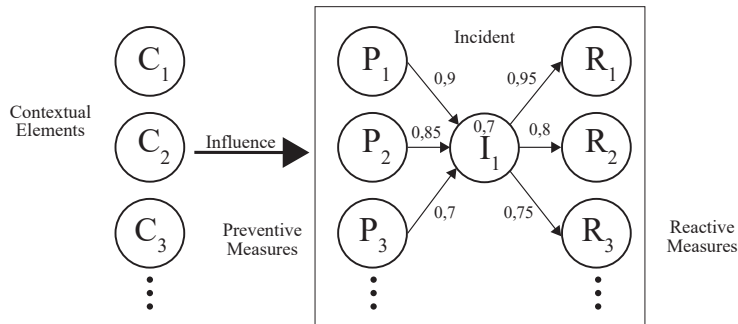 Contextual
Elements
C1
C2
C3
Influence
Preventive
Measures
Incident
P1
P2
P3
0,9
0,85
0,7
0,7
I1
0,95
0,8
0,75
R1
R2
R3
Reactive
Measures